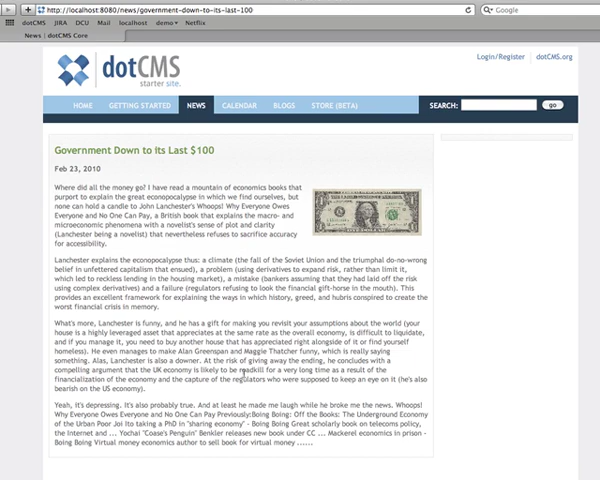 http://localhost:8080/news/government-down-to-its-last-100
Google
dotCMS JIRA DCU Mail localhost demo Netflix
News | dotCMS Core
dotCMS
starter site.
Login/Register dotCMS.org
HOME GETTING STARTED NEWS CALENDAR BLOGS STORE (BETA) SEARCH: go
Government Down to its Last $100
Feb 23, 2010
Where did all the money go? I have read a mountain of economics books that
purport to explain the great econopocalypse in which we find ourselves, but
none can hold a candle to John Lanchester's Whoops! Why Everyone Owes
Everyone and No One Can Pay, a British book that explains the macro- and
microeconomic phenomena with a novelist's sense of plot and clarity
(Lanchester being a novelist) that nevertheless refuses to sacrifice accuracy
for accessibility.
Lanchester explains the econopocalypse thus: a climate (the fall of the Soviet Union and the triumphal do-no-wrong
belief in unfettered capitalism that ensued), a problem (using derivatives to expand risk, rather than limit it,
which led to reckless lending in the housing market), a mistake (bankers assuming that they had laid off the risk
using complex derivatives) and a failure (regulators refusing to look the financial gift-horse in the mouth). This
provides an excellent framework for explaining the ways in which history, greed, and hubris conspired to create the
worst financial crisis in memory.
What's more, Lanchester is funny, and he has a gift for making you revisit your assumptions about the world (your
house is a highly leveraged asset that appreciates at the same rate as the overall economy, is difficult to liquidate,
and if you manage it, you need to buy another house that has appreciated right alongside of it or find yourself
homeless). He even manages to make Alan Greenspan and Maggie Thatcher funny, which is really saying
something. Alas, Lanchester is also a downer. At the risk of giving away the ending, he concludes with a
compelling argument that the UK economy is likely to be roadkill for a very long time as a result of the
financialization of the economy and the capture of the regulators who were supposed to keep an eye on it (he's also
bearish on the US economy).
Yeah, it's depressing. It's also probably true. And at least he made me laugh while he broke me the news. Whoops!
Why Everyone Owes Everyone and No One Can Pay Previously:Boing Boing: Off the Books: The Underground Economy
of the Urban Poor Joi Ito taking a PhD in "sharing economy" - Boing Boing Great scholarly book on telecoms policy,
the Internet and ... Yochai "Coase's Penguin" Benkler releases new book under CC ... Mackerel economics in prison -
Boing Boing Virtual money economics author to sell book for virtual money ......